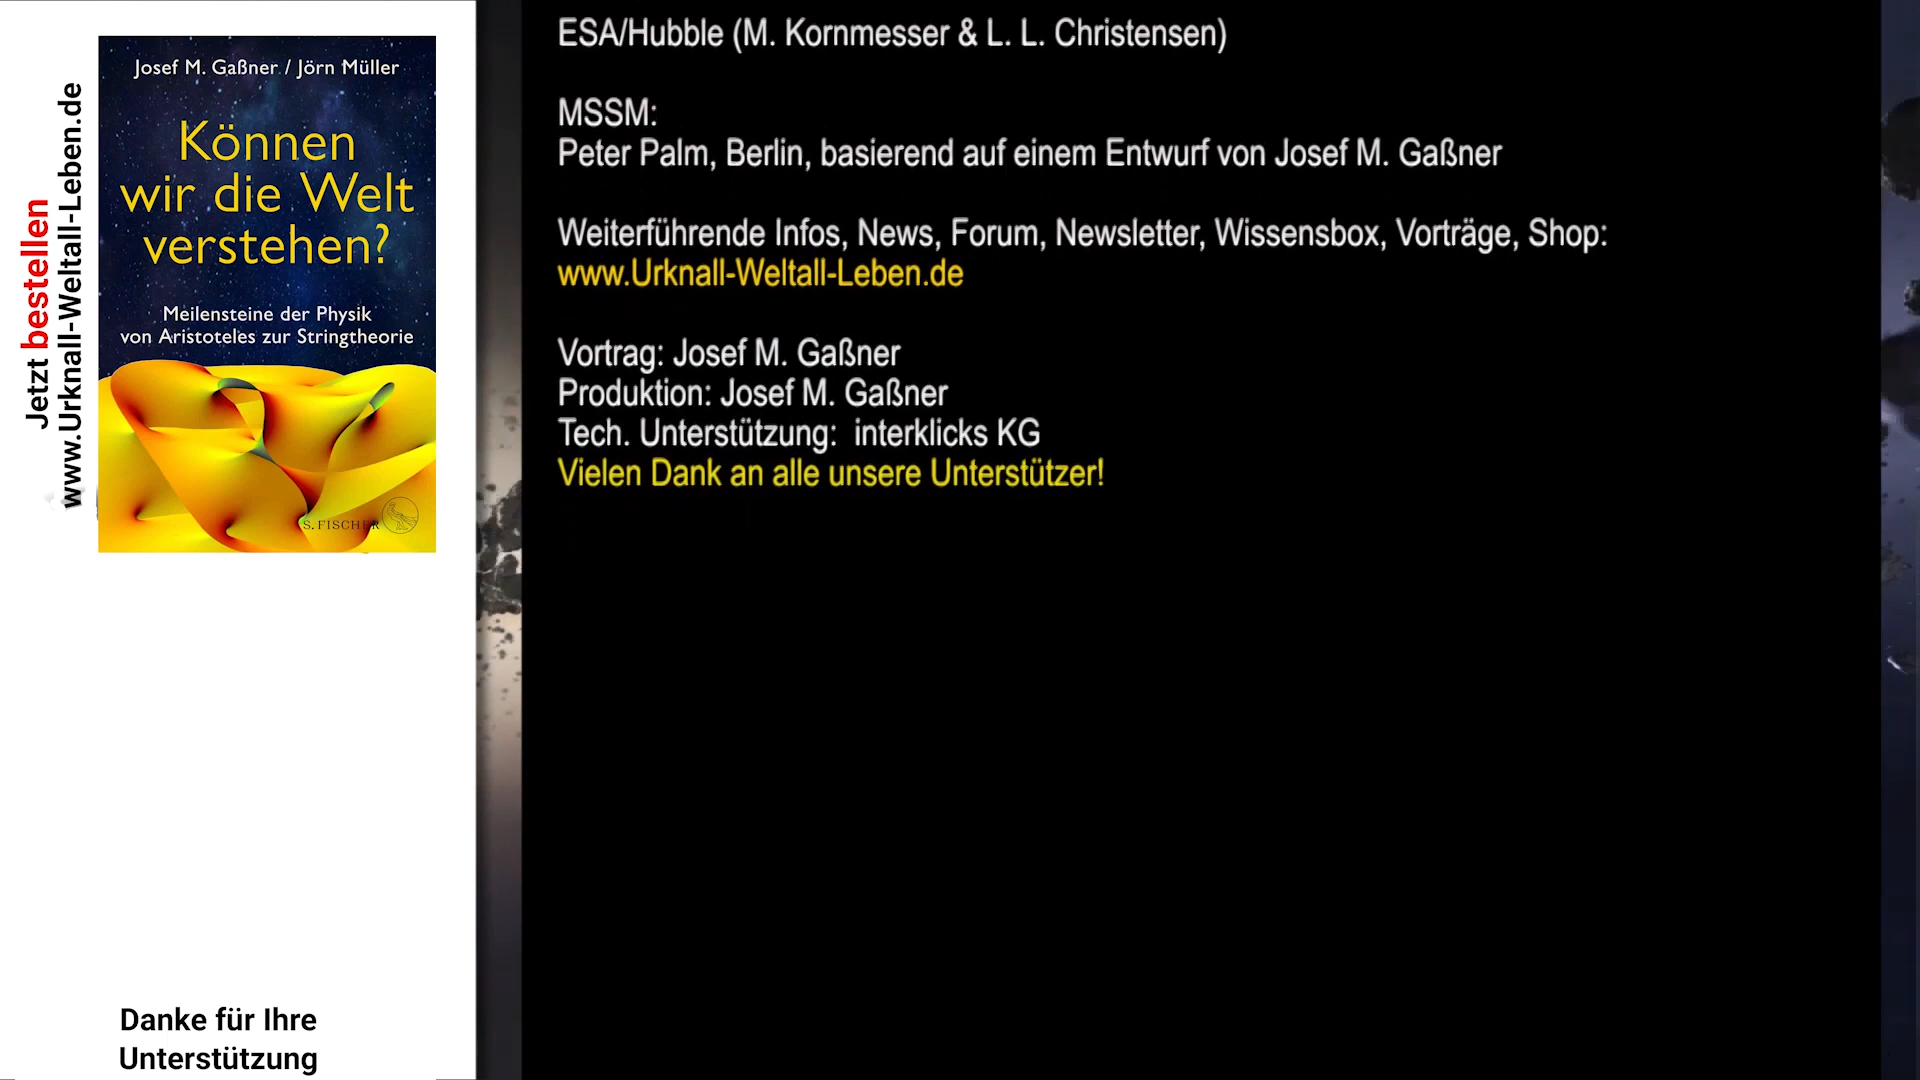 Jetzt bestellen
www.Urknall-Weltall-Leben.de
Josef M. Gaßner / Jörn Müller
Können
wir die Welt
verstehen?
Meilensteine der Physik
von Aristoteles zur Stringtheorie
S. FISCHER
Danke für Ihre
Unterstützung
ESA/Hubble (M. Kornmesser & L. L. Christensen)
MSSM:
Peter Palm, Berlin, basierend auf einem Entwurf von Josef M. Gaßner
Weiterführende Infos, News, Forum, Newsletter, Wissensbox, Vorträge, Shop:
www.Urknall-Weltall-Leben.de
Vortrag: Josef M. Gaßner
Produktion: Josef M. Gaßner
Tech. Unterstützung:  interklicks KG
Vielen Dank an alle unsere Unterstützer!